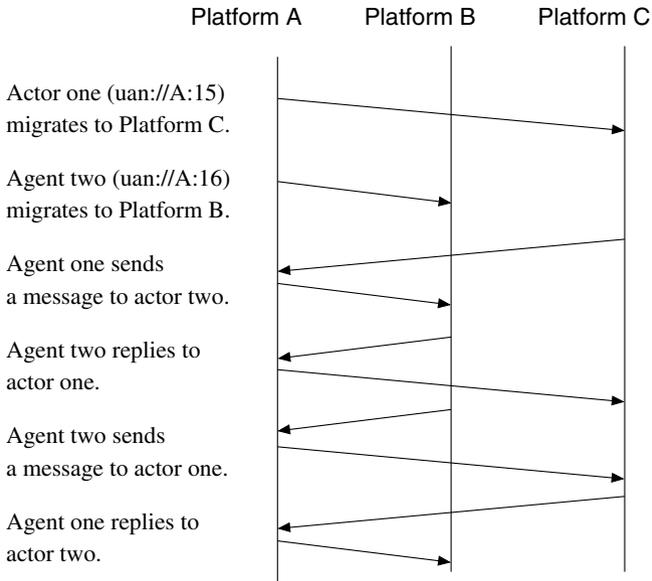 Platform A Platform B Platform C
Actor one (uan://A:15)
migrates to Platform C.
Agent two (uan://A:16)
migrates to Platform B.
Agent one sends
a message to actor two.
Agent two replies to
actor one.
Agent two sends
a message to actor one.
Agent one replies to
actor two.